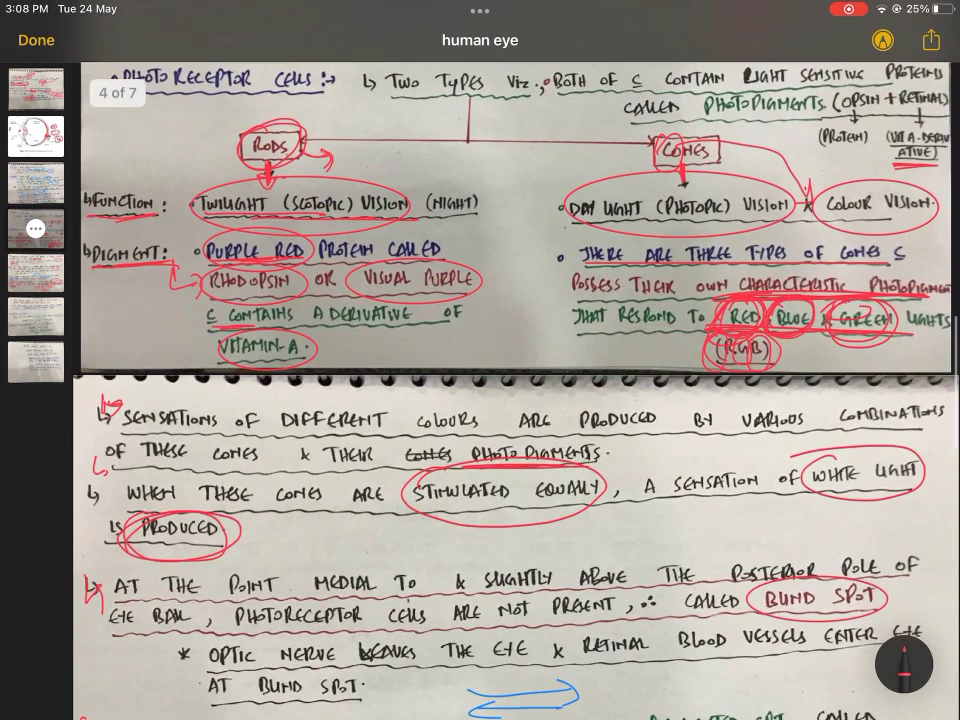 3:08 PM Tue 24 May
25%
Done
human eye
4 of 7
PHOTORECEPTOR CELLS :→
↳ TWO TYPES VIZ.,
• BOTH OF C̄ CONTAIN LIGHT SENSITIVE PROTEINS
CALLED PHOTOPIGMENTS (OPSIN + RETINAL)
(PROTEIN)
(VIT A-DERIV
ATIVE)
RODS
CONES
↳ FUNCTION :
• TWILIGHT (SCOTOPIC) VISION (NIGHT)
• DAY LIGHT (PHOTOPIC) VISION & COLOUR VISION.
↳ PIGMENT :
• PURPLE RED PROTEIN CALLED
RHODOPSIN OR VISUAL PURPLE
C̄ CONTAINS A DERIVATIVE OF
VITAMIN-A.
• THERE ARE THREE TYPES OF CONES C̄
POSSESS THEIR OWN CHARACTERISTIC PHOTOPIGMENT
THAT RESPOND TO RED, BLUE & GREEN LIGHTS
(RGB)
↳ SENSATIONS OF DIFFERENT COLOURS ARE PRODUCED BY VARIOUS COMBINATIONS
OF THESE CONES & THEIR CONES PHOTOPIGMENTS.
↳ WHEN THESE CONES ARE STIMULATED EQUALLY, A SENSATION OF WHITE LIGHT
IS PRODUCED
↳ AT THE POINT MEDIAL TO & SLIGHTLY ABOVE THE POSTERIOR POLE OF
EYE BALL, PHOTORECEPTOR CELLS ARE NOT PRESENT, ∴ CALLED BLIND SPOT
* OPTIC NERVE LEAVES THE EYE & RETINAL BLOOD VESSELS ENTER EYE
AT BLIND SPOT.
CALLED